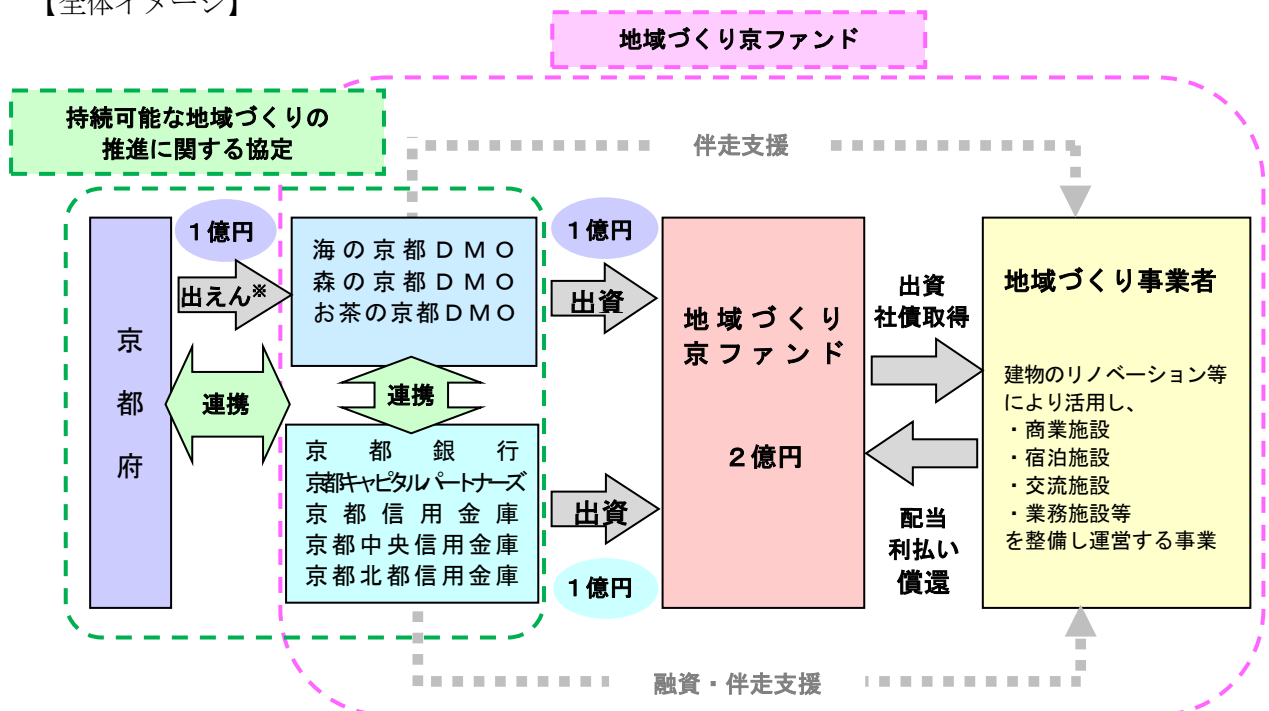 【全体イメージ】
地域づくり京ファンド
持続可能な地域づくりの
推進に関する協定
伴走支援
京都府
1億円
出えん※
連携
海の京都DMO
森の京都DMO
お茶の京都DMO
連携
京都銀行
京都キャピタルパートナーズ
京都信用金庫
京都中央信用金庫
京都北都信用金庫
1億円
出資
出資
1億円
地域づくり
京ファンド
2億円
出資
社債取得
配当
利払い
償還
地域づくり事業者
建物のリノベーション等
により活用し、
・商業施設
・宿泊施設
・交流施設
・業務施設等
を整備し運営する事業
融資・伴走支援